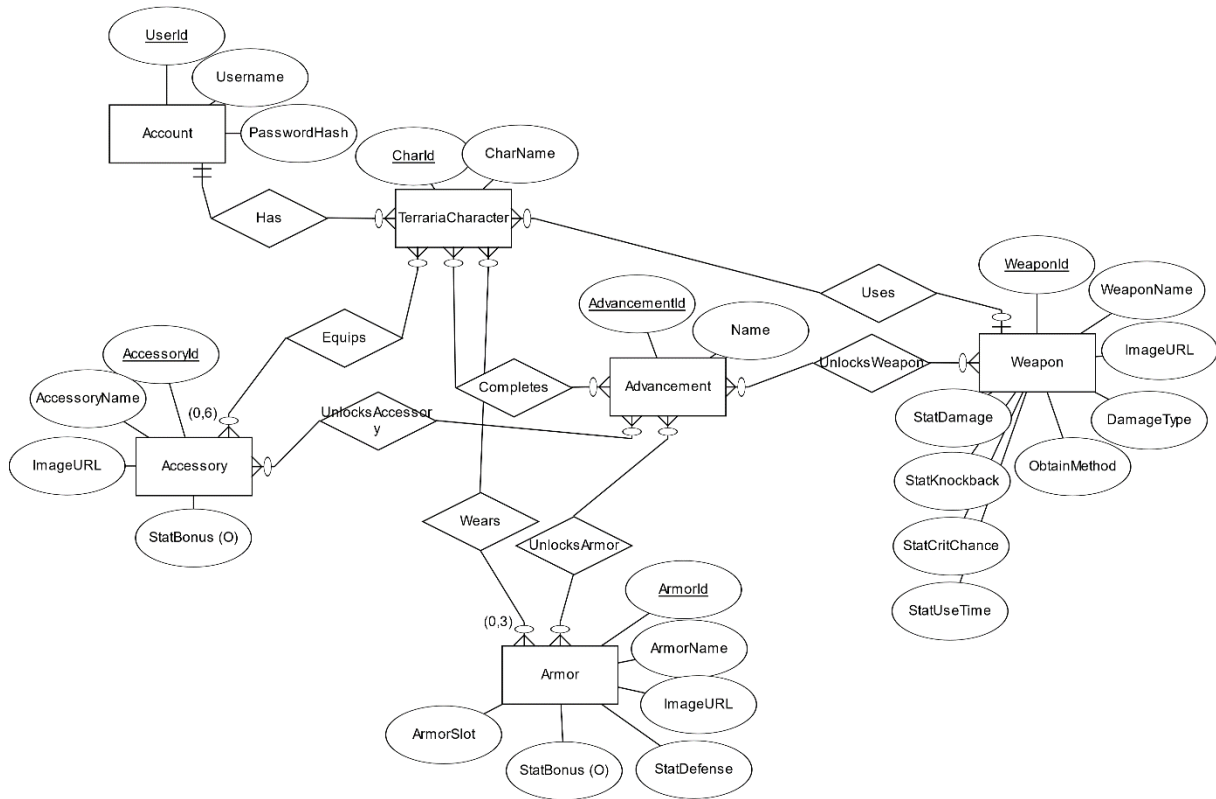 UserId
Username
Account
PasswordHash
CharId
CharName
TerrariaCharacter
Has
WeaponId
WeaponName
Uses
AdvancementId
Name
ImageURL
Equips
AccessoryId
Weapon
UnlocksWeapon
Advancement
Completes
AccessoryName
(0,6)
UnlocksAccessor
y
StatDamage
DamageType
ImageURL
Accessory
ObtainMethod
StatKnockback
StatBonus (O)
Wears
UnlocksArmor
StatCritChance
ArmorId
StatUseTime
(0,3)
ArmorName
Armor
ImageURL
ArmorSlot
StatBonus (O)
StatDefense